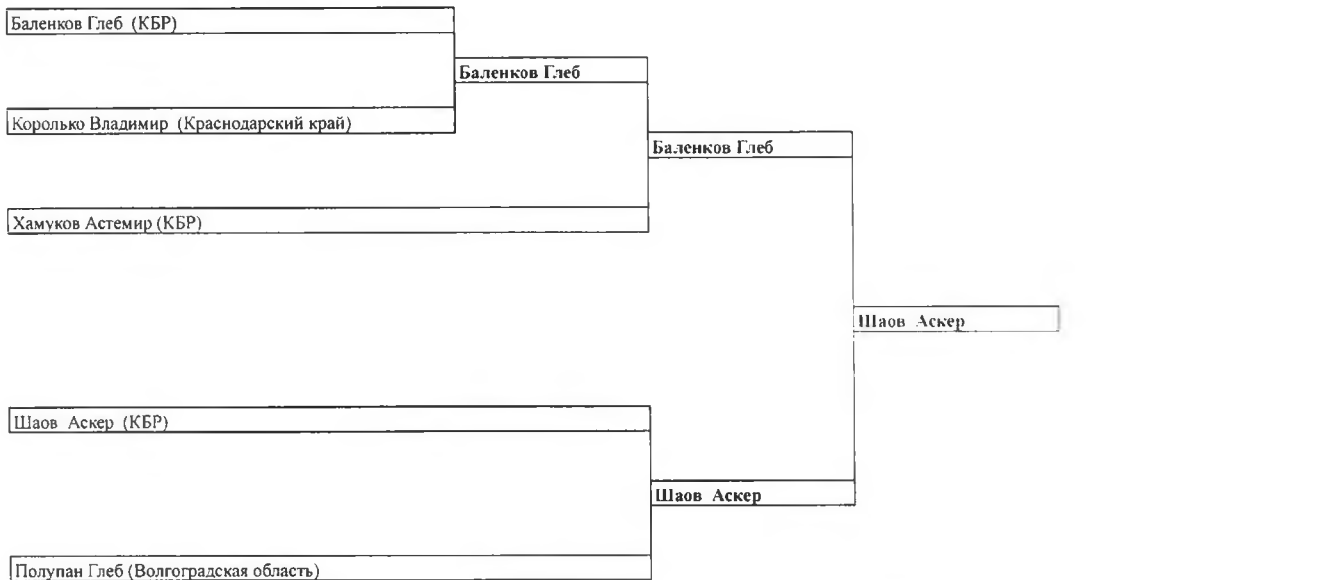 Баленков Глеб (КБР)
Баленков Глеб
Королько Владимир (Краснодарский край)
Баленков Глеб
Хамуков Астемир (КБР)
Шаов Аскер
Шаов Аскер (КБР)
Шаов Аскер
Полупан Глеб (Волгоградская область)